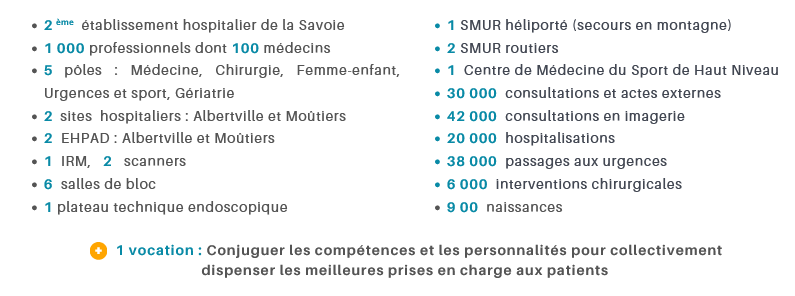 • 2 ème établissement hospitalier de la Savoie
• 1 000 professionnels dont 100 médecins
• 5 pôles : Médecine, Chirurgie, Femme-enfant,
Urgences et sport, Gériatrie
• 2 sites hospitaliers : Albertville et Moûtiers
• 2 EHPAD : Albertville et Moûtiers
• 1 IRM, 2 scanners
• 6 salles de bloc
• 1 plateau technique endoscopique
• 1 SMUR héliporté (secours en montagne)
• 2 SMUR routiers
• 1 Centre de Médecine du Sport de Haut Niveau
• 30 000 consultations et actes externes
• 42 000 consultations en imagerie
• 20 000 hospitalisations
• 38 000 passages aux urgences
• 6 000 interventions chirurgicales
• 9 00 naissances
+ 1 vocation : Conjuguer les compétences et les personnalités pour collectivement
dispenser les meilleures prises en charge aux patients